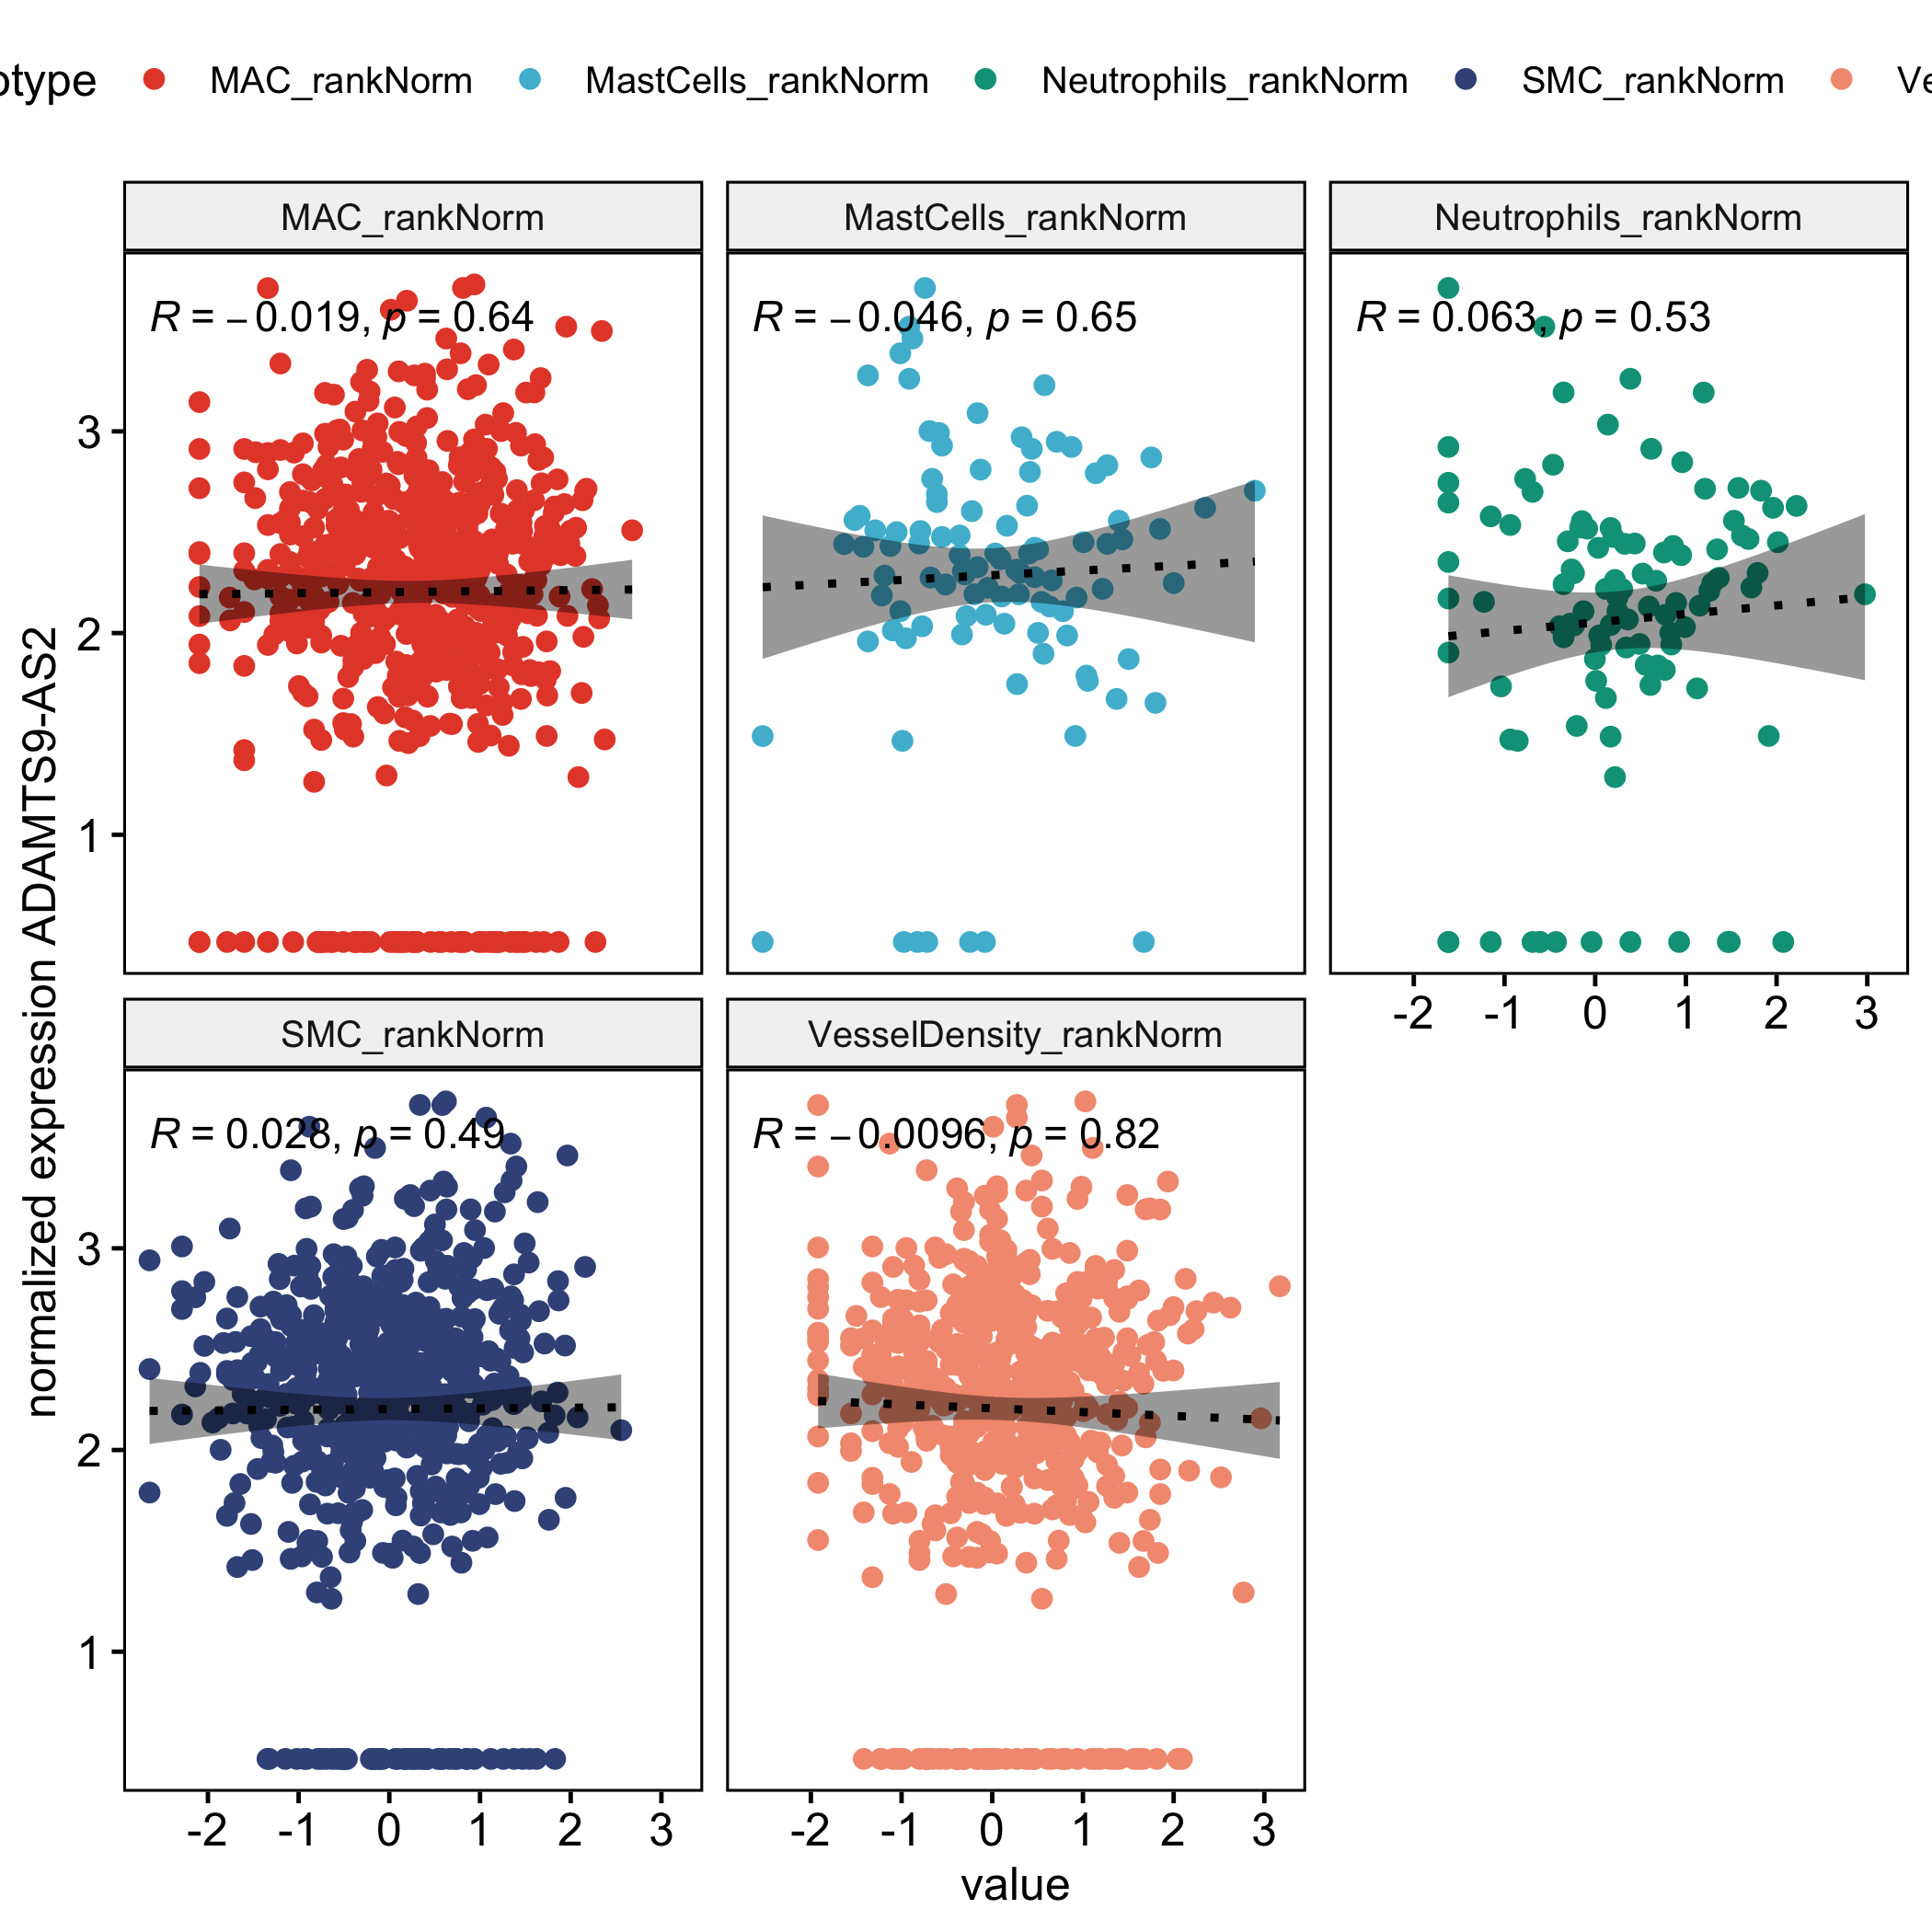 otype MAC_rankNorm MastCells_rankNorm Neutrophils_rankNorm SMC_rankNorm Ve
MAC_rankNorm MastCells_rankNorm Neutrophils_rankNorm
R = −0.019, p = 0.64 R = −0.046, p = 0.65 R = 0.063, p = 0.53
3
2
1
-2 -1 0 1 2 3
SMC_rankNorm VesselDensity_rankNorm
R = 0.028, p = 0.49 R = −0.0096, p = 0.82
3
2
1
-2 -1 0 1 2 3 -2 -1 0 1 2 3
value
normalized expression ADAMTS9-AS2